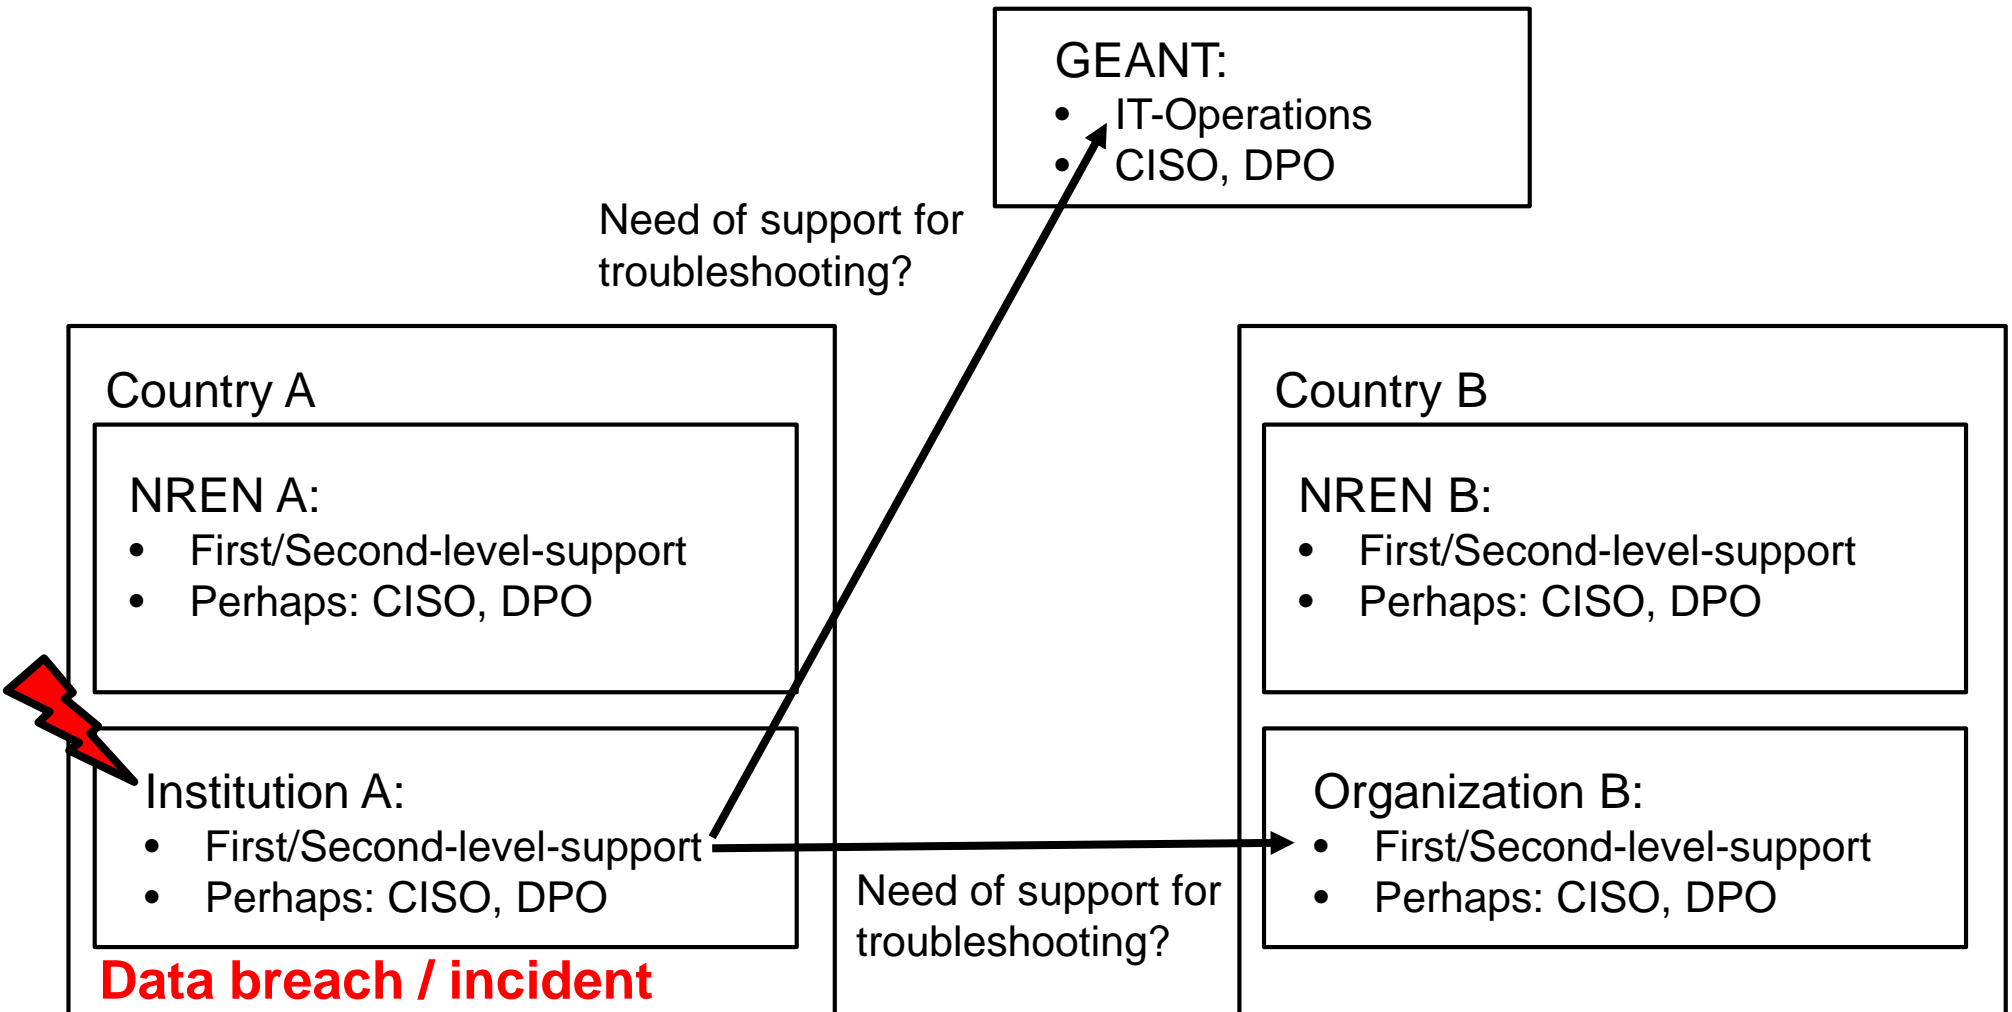 GEANT:
• IT-Operations
• CISO, DPO
Need of support for
troubleshooting?
Country A
NREN A:
• First/Second-level-support
• Perhaps: CISO, DPO
Institution A:
• First/Second-level-support
• Perhaps: CISO, DPO
Data breach / incident
Need of support for
troubleshooting?
Country B
NREN B:
• First/Second-level-support
• Perhaps: CISO, DPO
Organization B:
• First/Second-level-support
• Perhaps: CISO, DPO